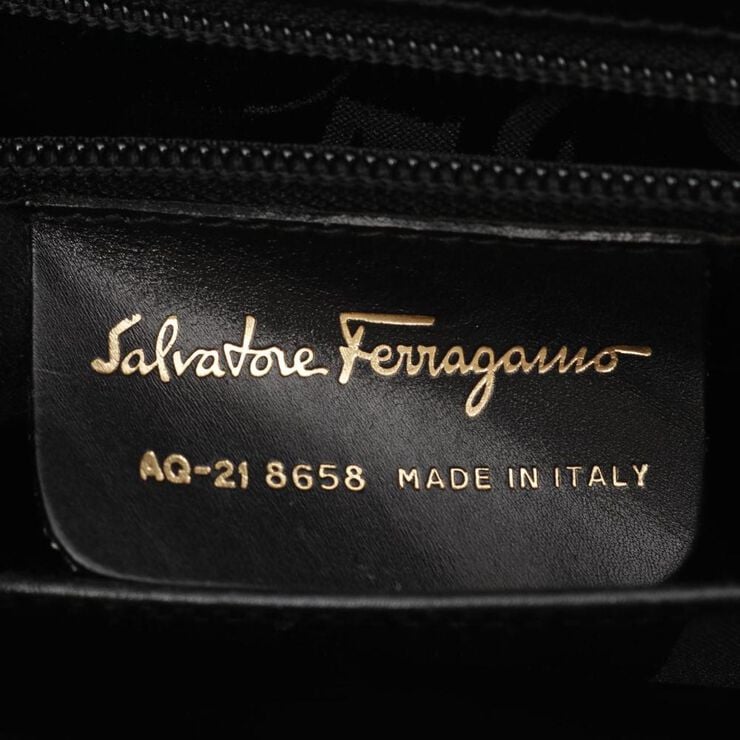 Salvatore Ferragamo
AQ-21 8658 MADE IN ITALY